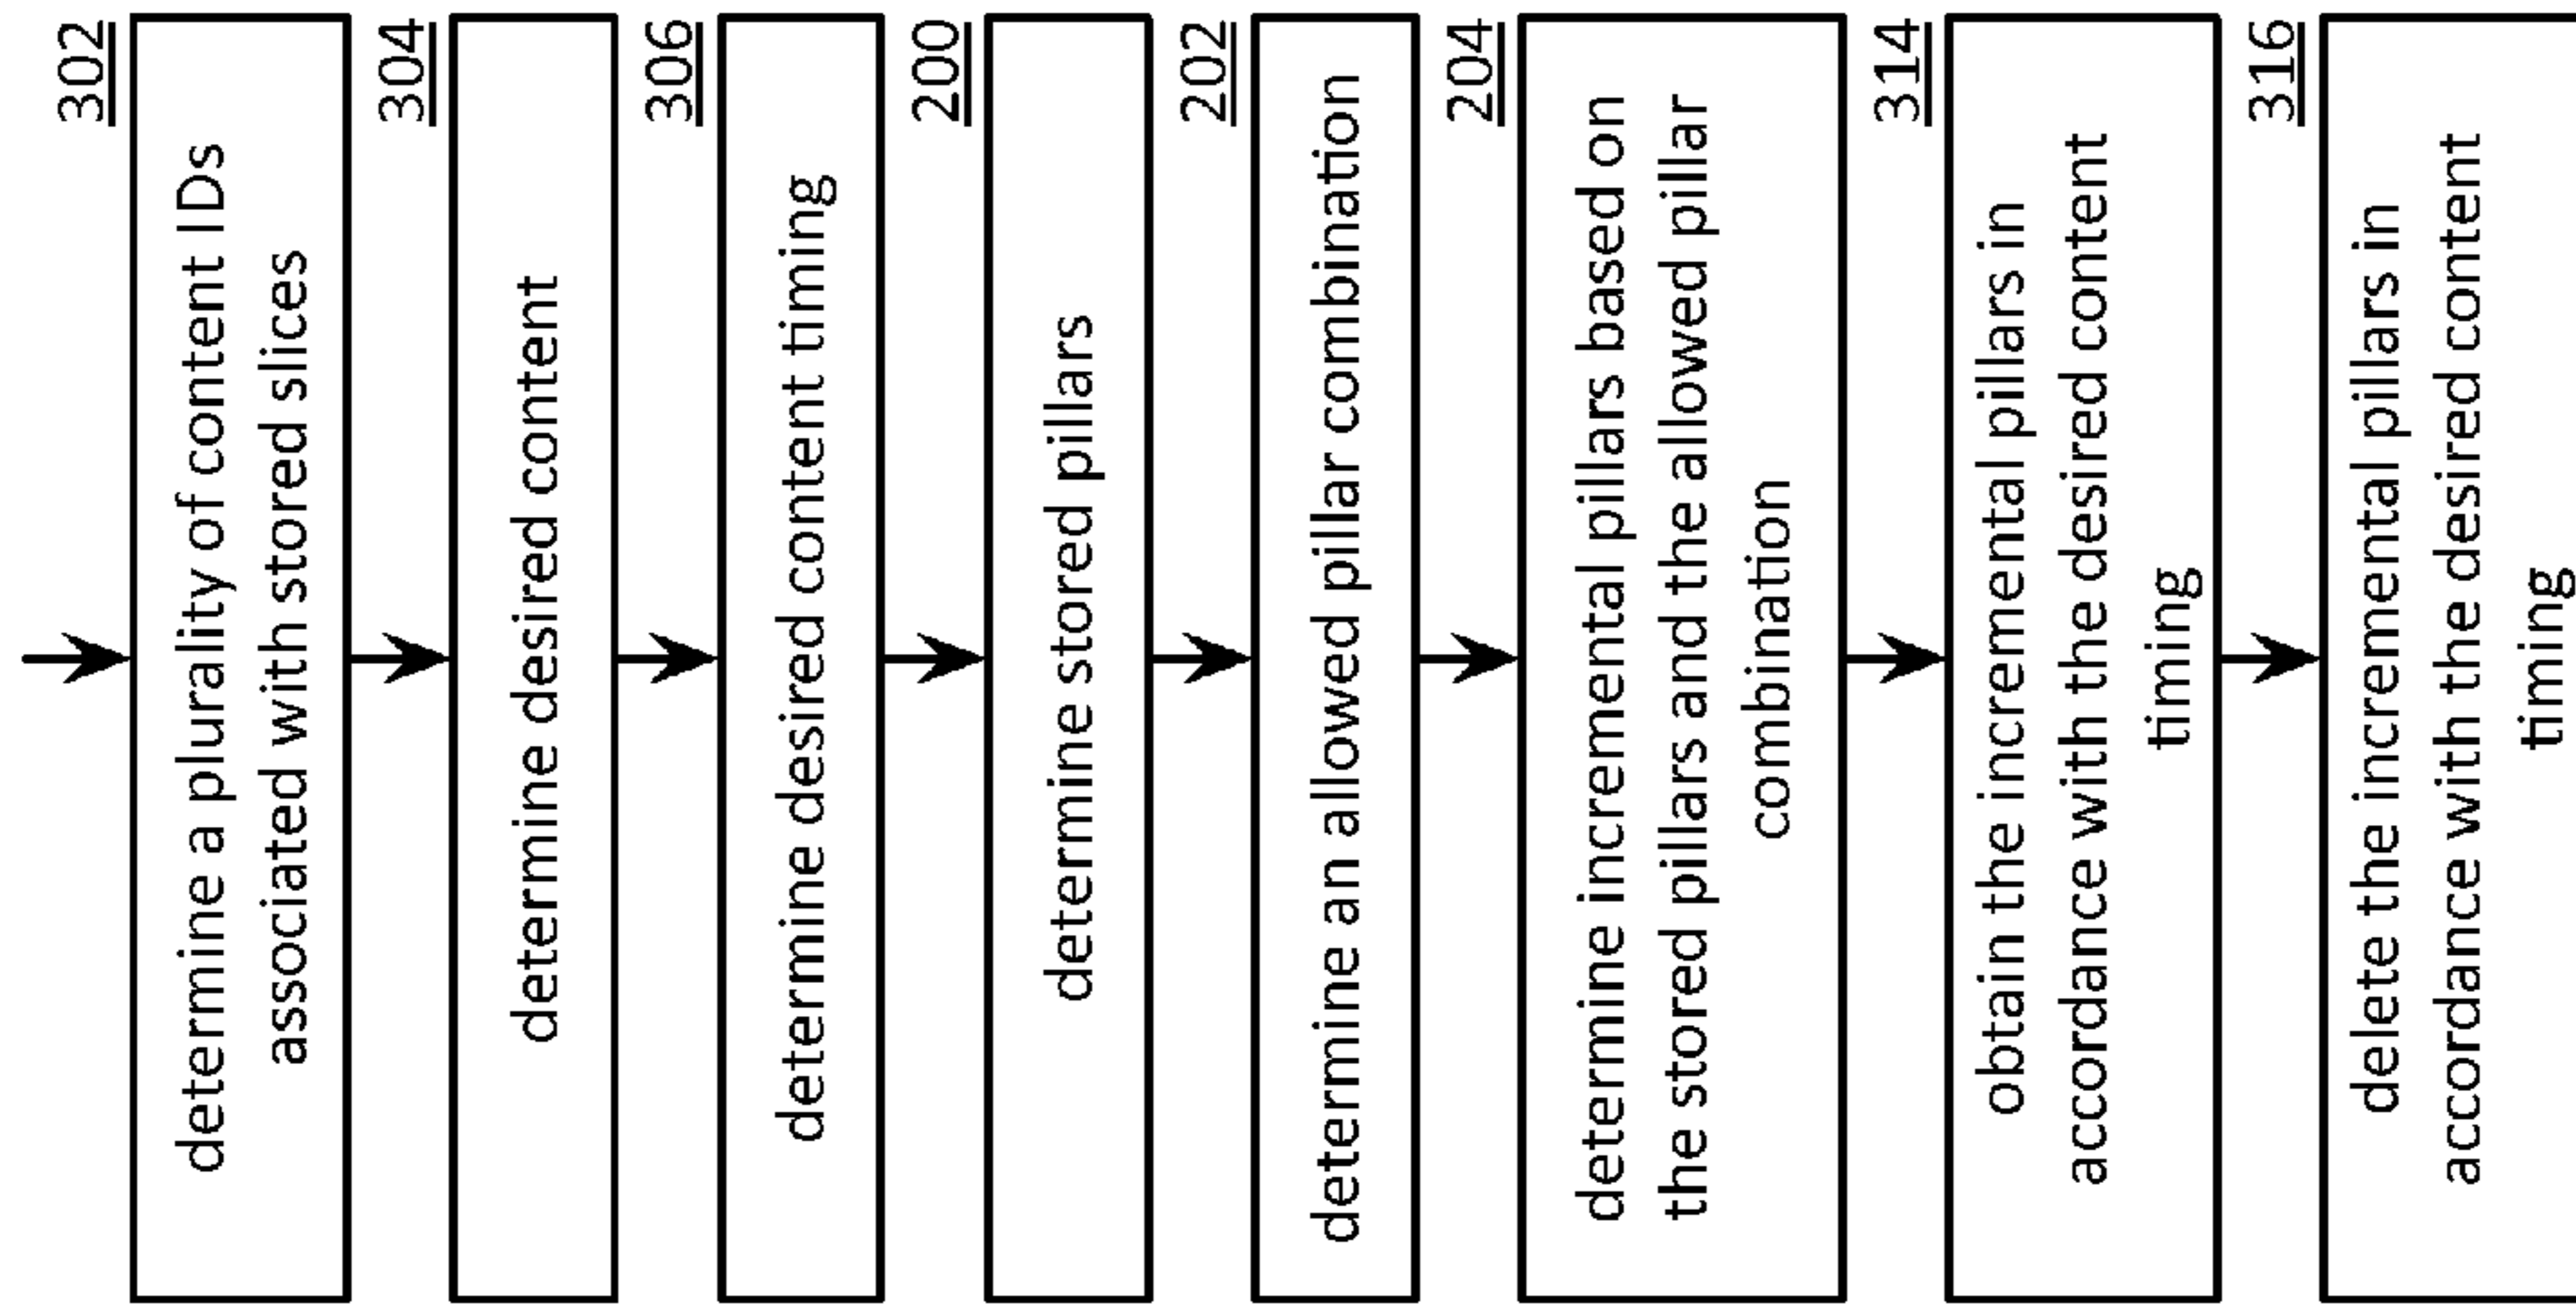 302
determine a plurality of content IDs
associated with stored slices
304
determine desired content
306
determine desired content timing
200
determine stored pillars
202
determine an allowed pillar combination
204
determine incremental pillars based on
the stored pillars and the allowed pillar
combination
314
obtain the incremental pillars in
accordance with the desired content
timing
316
delete the incremental pillars in
accordance with the desired content
timing